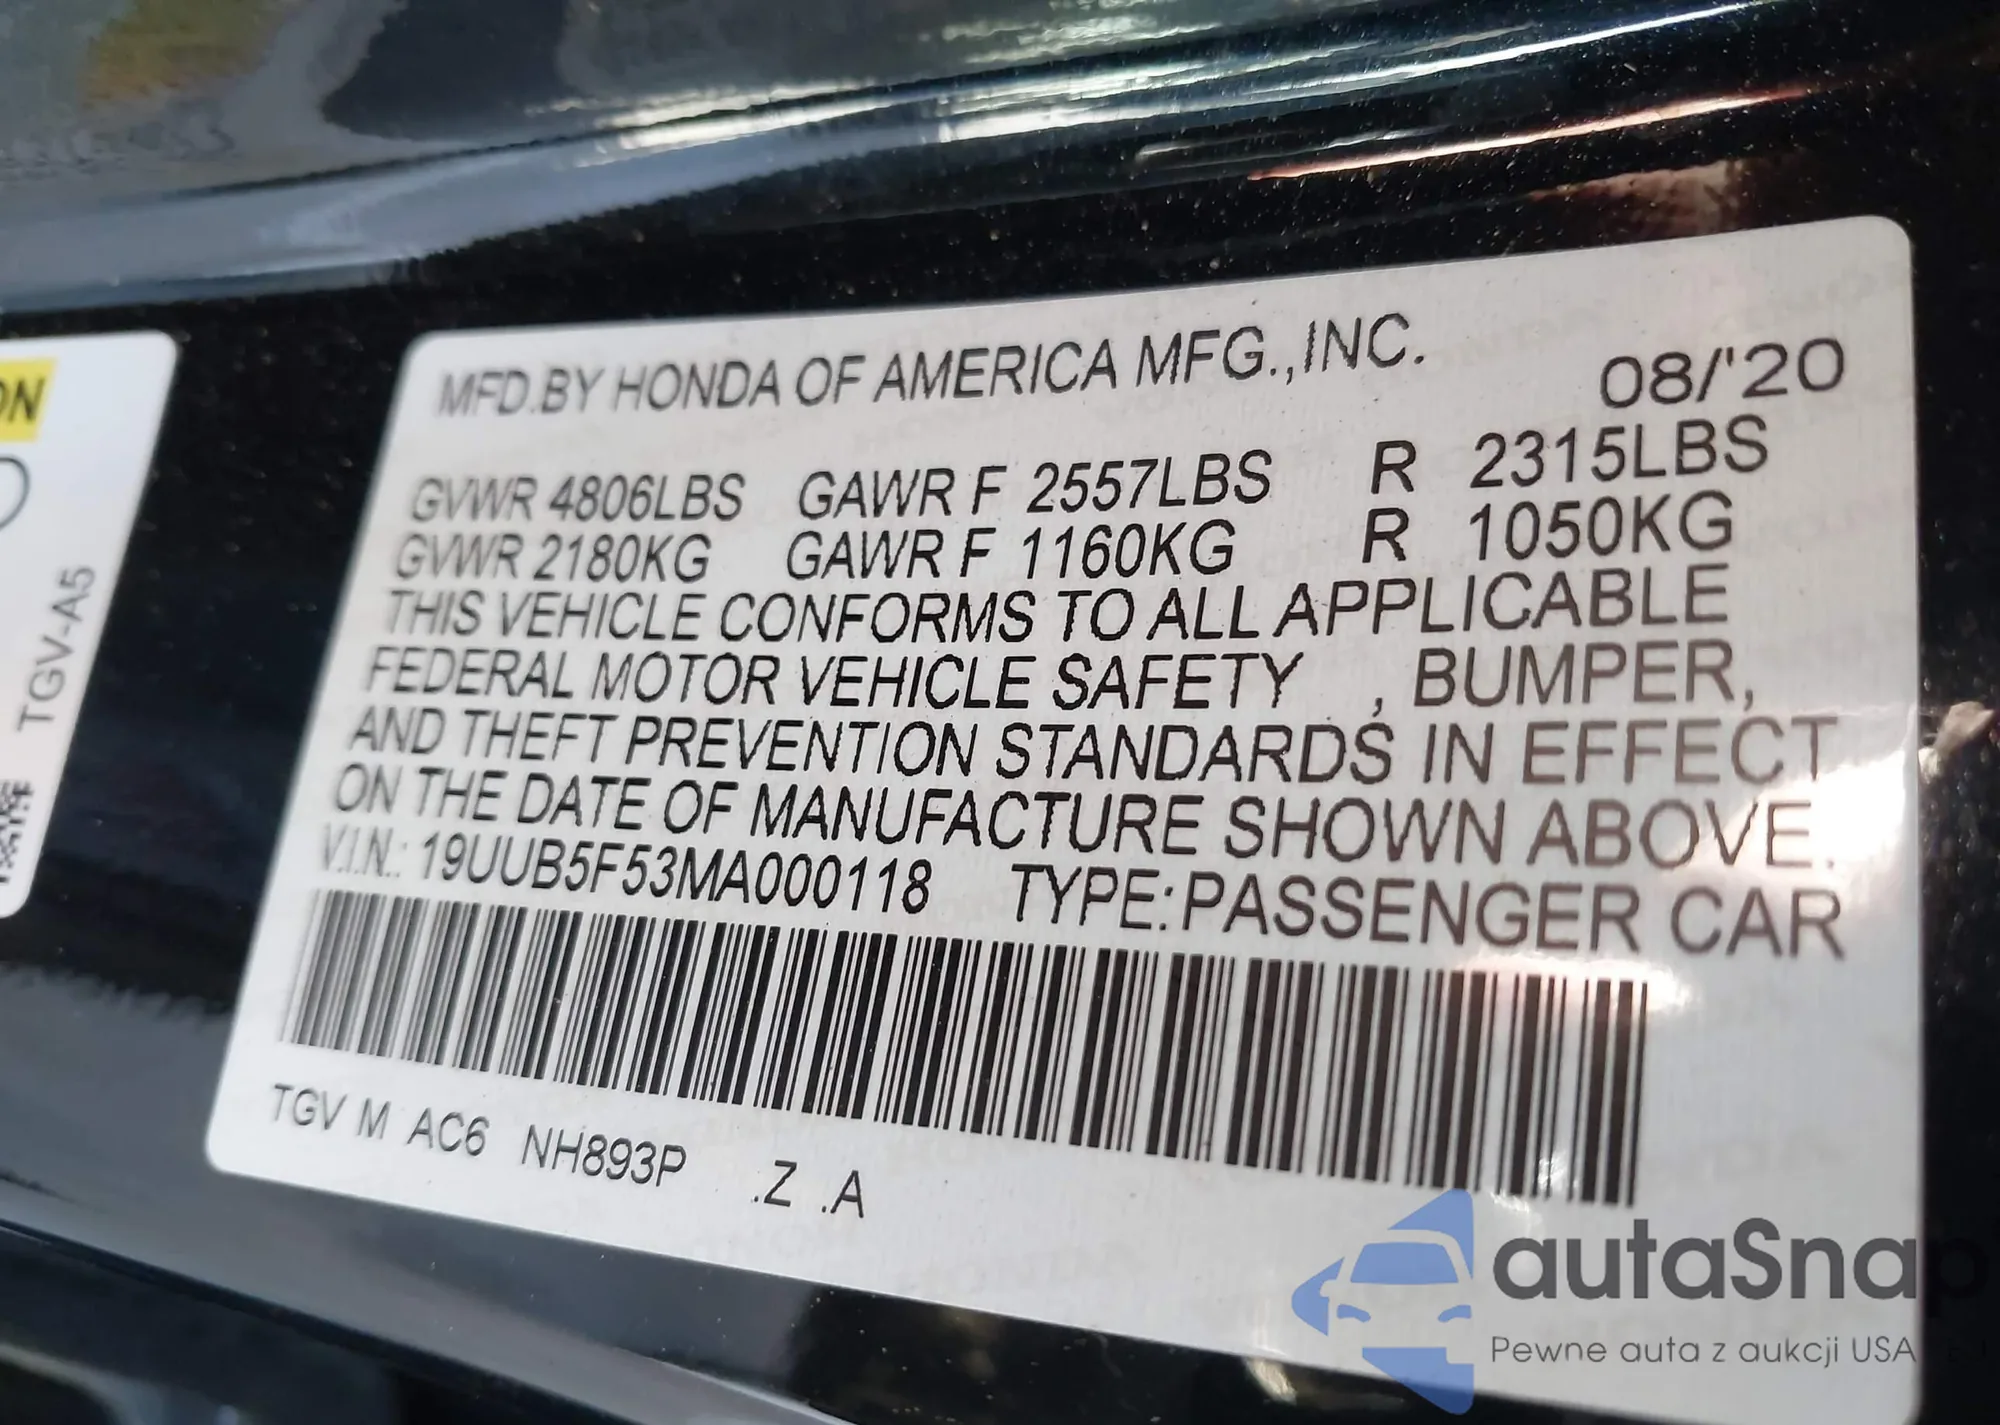 MFD.BY HONDA OF AMERICA MFG.,INC. 08/'20
GVWR 4806LBS GAWR F 2557LBS R 2315LBS
GVWR 2180KG GAWR F 1160KG R 1050KG
THIS VEHICLE CONFORMS TO ALL APPLICABLE
FEDERAL MOTOR VEHICLE SAFETY , BUMPER,
AND THEFT PREVENTION STANDARDS IN EFFECT
ON THE DATE OF MANUFACTURE SHOWN ABOVE.
V.I.N.: 19UUB5F53MA000118 TYPE:PASSENGER CAR
TGV M AC6 NH893P .Z .A
ON
TGV-A5
autaSnap
Pewne auta z aukcji USA